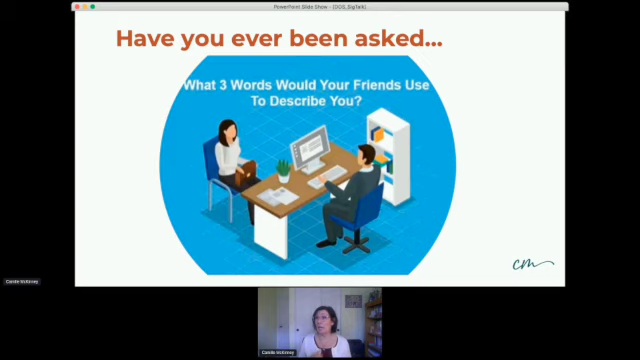 PowerPoint Slide Show - [DOS_SigTalk]
Have you ever been asked...
What 3 Words Would Your Friends Use
To Describe You?
cm
Camille McKinney
Camille McKinney